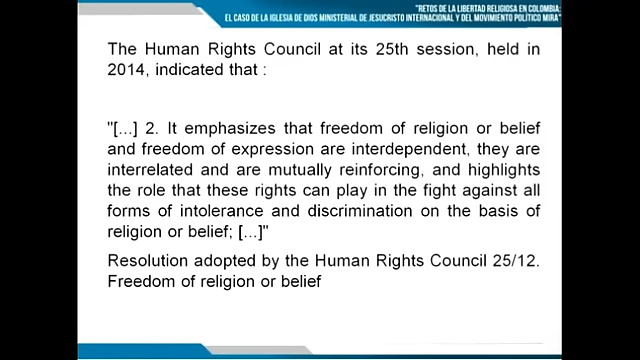 "RETOS DE LA LIBERTAD RELIGIOSA EN COLOMBIA:
EL CASO DE LA IGLESIA DE DIOS MINISTERIAL DE JESUCRISTO INTERNACIONAL Y DEL MOVIMIENTO POLÍTICO MIRA"
The Human Rights Council at its 25th session, held in
2014, indicated that :
"[...] 2. It emphasizes that freedom of religion or belief
and freedom of expression are interdependent, they are
interrelated and are mutually reinforcing, and highlights
the role that these rights can play in the fight against all
forms of intolerance and discrimination on the basis of
religion or belief; [...]"
Resolution adopted by the Human Rights Council 25/12.
Freedom of religion or belief